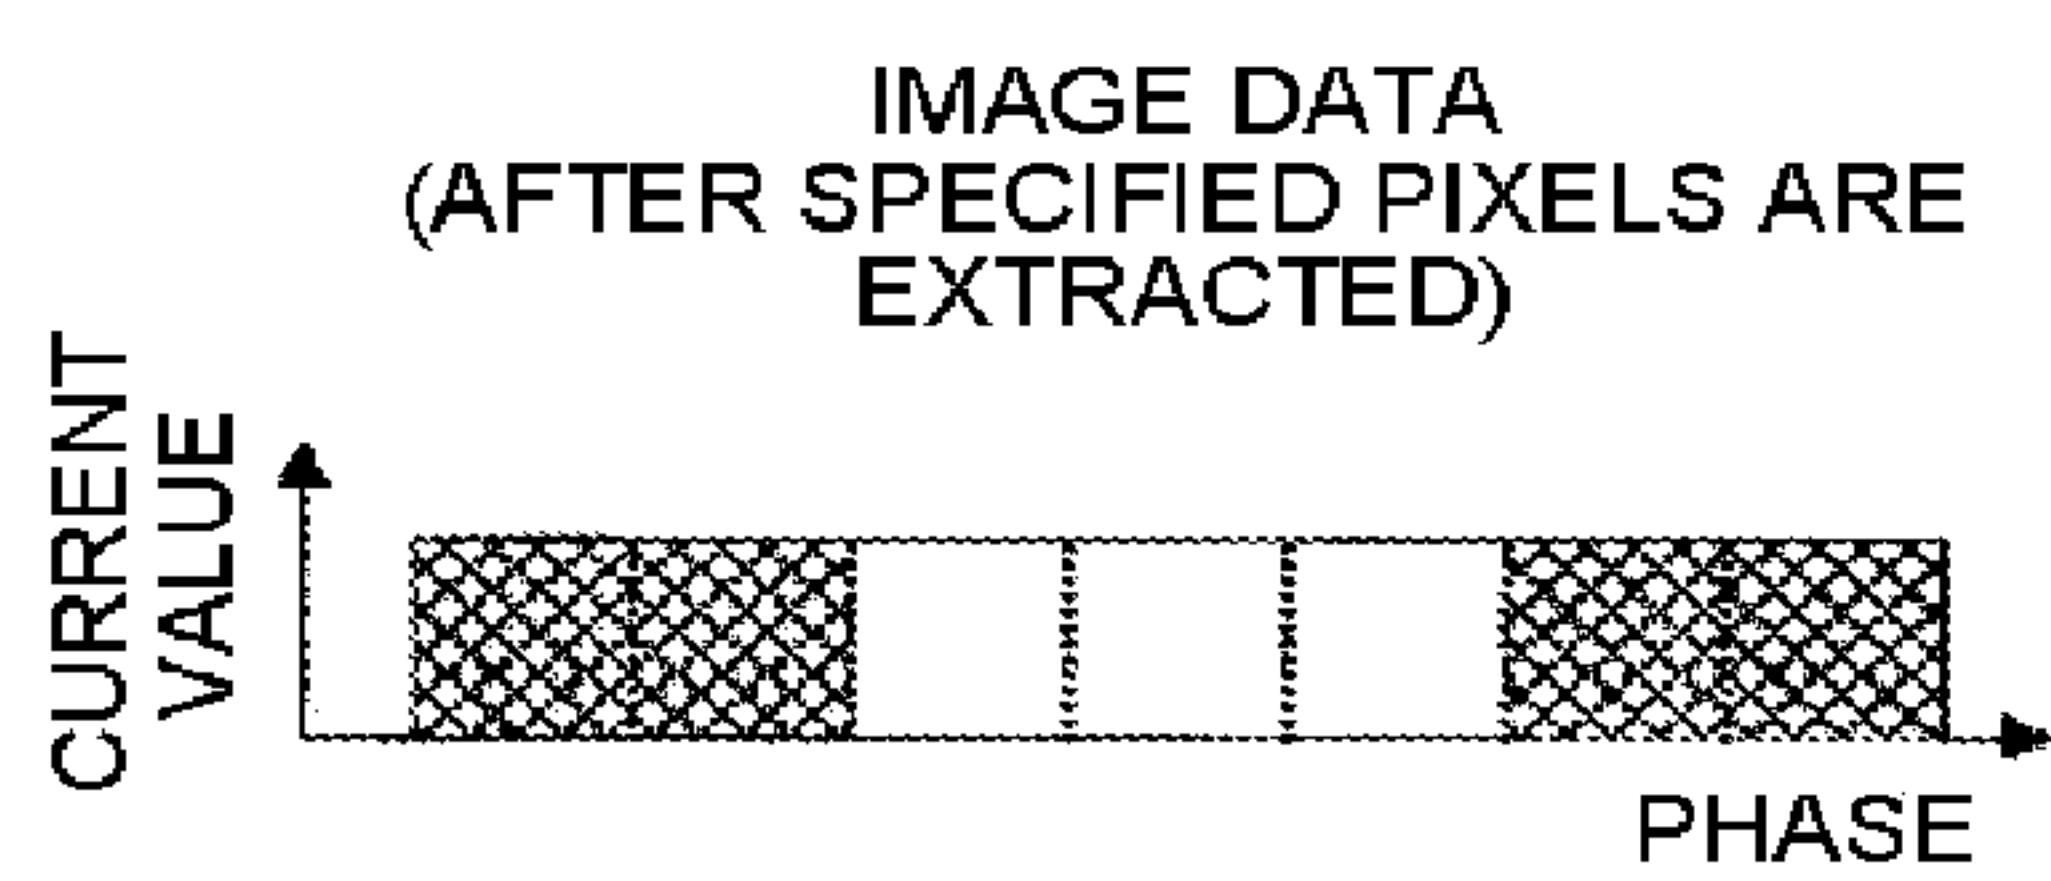 IMAGE DATA
(AFTER SPECIFIED PIXELS ARE
EXTRACTED)
CURRENT
VALUE
PHASE